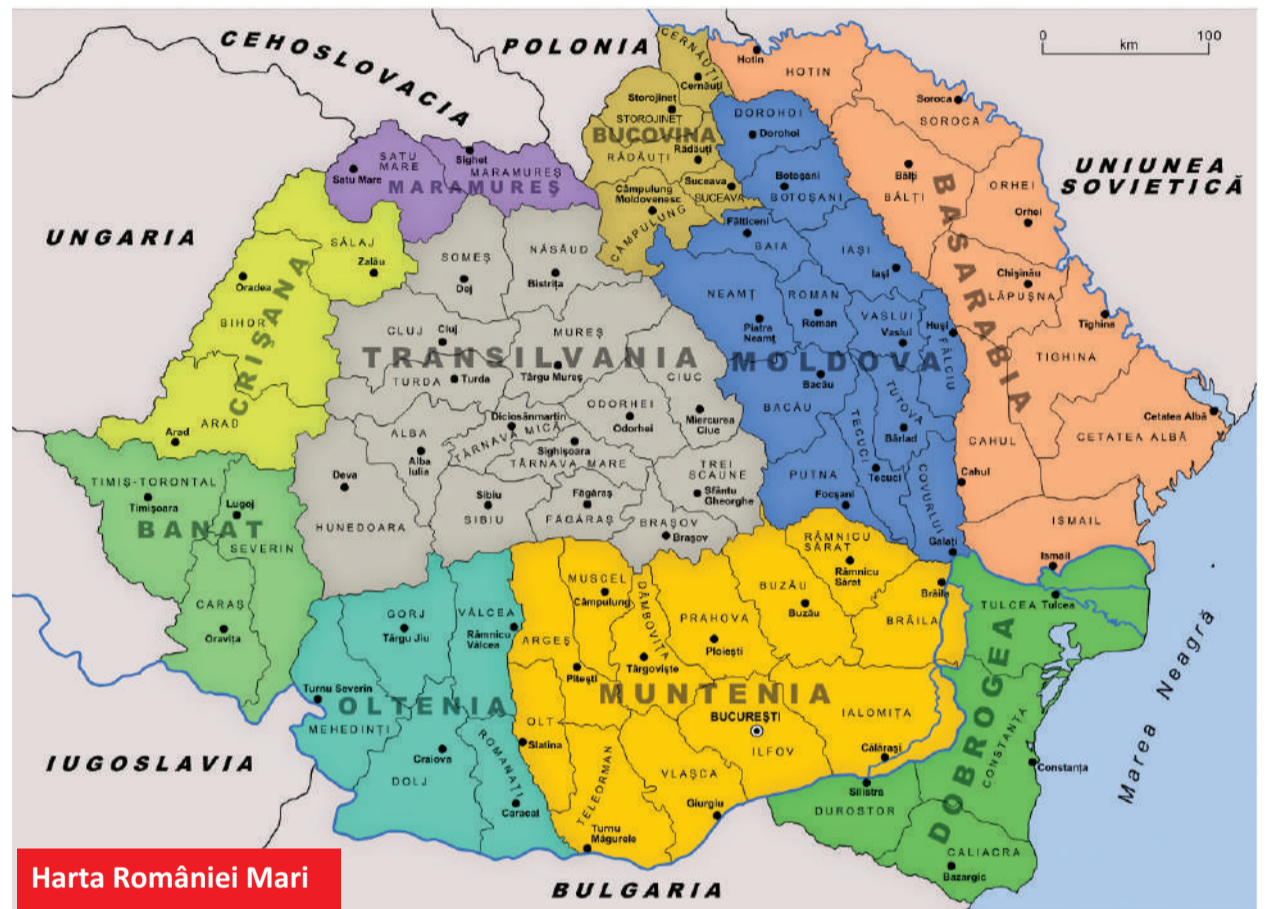 CEHOSLOVACIA
POLONIA
0 km 100
UNIUNEA
SOVIETICĂ
UNGARIA
IUGOSLAVIA
BULGARIA
Marea Neagră
MARAMUREȘ
SATU
MARE
Satu Mare
Sighet
MARAMUREȘ
BUCOVINA
CERNĂUȚI
Cernăuți
Storojineț
STOROJINEȚ
RĂDĂUȚI
Rădăuți
Suceava
SUCEAVA
Câmpulung
Moldovenesc
CÂMPULUNG
BASARABIA
Hotin
HOTIN
Soroca
SOROCA
Bălți
BĂLȚI
ORHEI
Orhei
Chișinău
LĂPUȘNA
Tighina
TIGHINA
Cetatea Albă
CETATEA ALBĂ
CAHUL
Cahul
ISMAIL
Ismail
MOLDOVA
DOROHOI
Dorohoi
Botoșani
BOTOȘANI
Fălticeni
BAIA
IAȘI
Iași
NEAMȚ
Piatra
Neamț
ROMAN
Roman
VASLUI
Vaslui
Huși
FĂLCIU
Bacău
BACĂU
TUTOVA
Bârlad
TECUCI
Tecuci
PUTNA
Focșani
COVURLUI
Galați
CRIȘANA
SĂLAJ
Zalău
Oradea
BIHOR
ARAD
Arad
TRANSILVANIA
SOMEȘ
Dej
NĂSĂUD
Bistrița
CLUJ
Cluj
MUREȘ
Târgu Mureș
TURDA
Turda
CIUC
Miercurea
Ciuc
ODORHEI
Odorhei
Diciosânmartin
TÂRNAVA MICĂ
ALBA
Alba
Iulia
Sighișoara
TÂRNAVA MARE
TREI
SCAUNE
Sfântu
Gheorghe
Deva
HUNEDOARA
Sibiu
SIBIU
Făgăraș
FĂGĂRAȘ
BRAȘOV
Brașov
BANAT
TIMIȘ-TORONTAL
Timișoara
Lugoj
SEVERIN
CARAȘ
Oravița
OLTENIA
GORJ
Târgu Jiu
VÂLCEA
Râmnicu
Vâlcea
Turnu Severin
MEHEDINȚI
Craiova
DOLJ
ROMANAȚI
Caracal
MUNTENIA
MUSCEL
Câmpulung
ARGEȘ
Pitești
DÂMBOVIȚA
Târgoviște
PRAHOVA
Ploiești
BUZĂU
Buzău
RÂMNICU
SĂRAT
Râmnicu
Sărat
Brăila
BRĂILA
OLT
Slatina
TELEORMAN
Turnu
Măgurele
VLAȘCA
Giurgiu
BUCUREȘTI
ILFOV
IALOMIȚA
Călărași
DOBROGEA
TULCEA
Tulcea
CONSTANȚA
Constanța
Silistra
DUROSTOR
CALIACRA
Bazargic
Harta României Mari